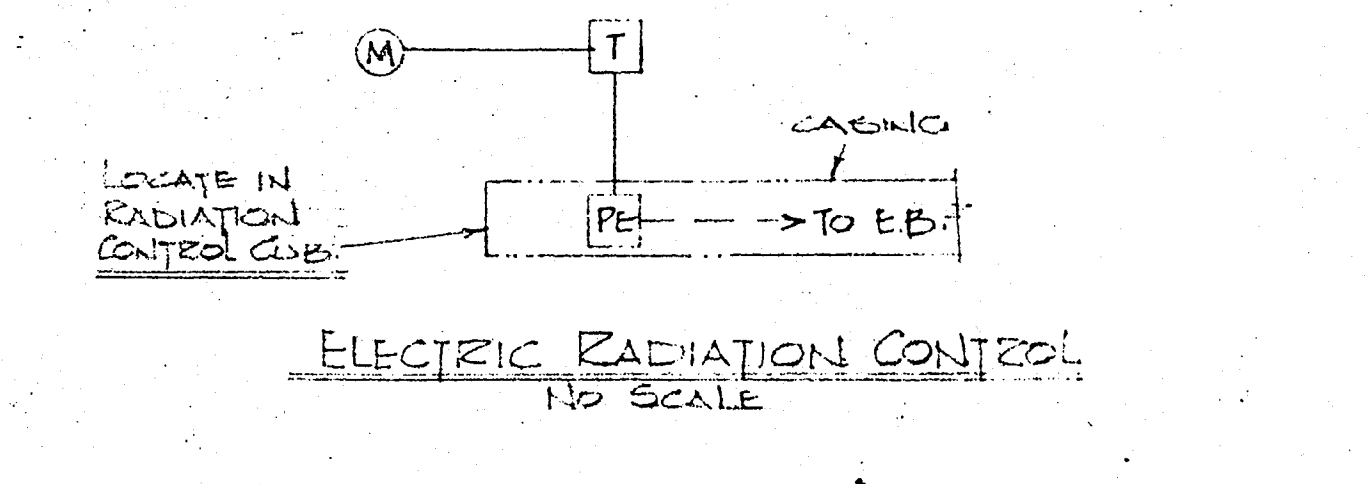 M
T
CASING
LOCATE IN
RADIATION
CONTROL CUB.
PE
TO E.B.
ELECTRIC RADIATION CONTROL
NO SCALE